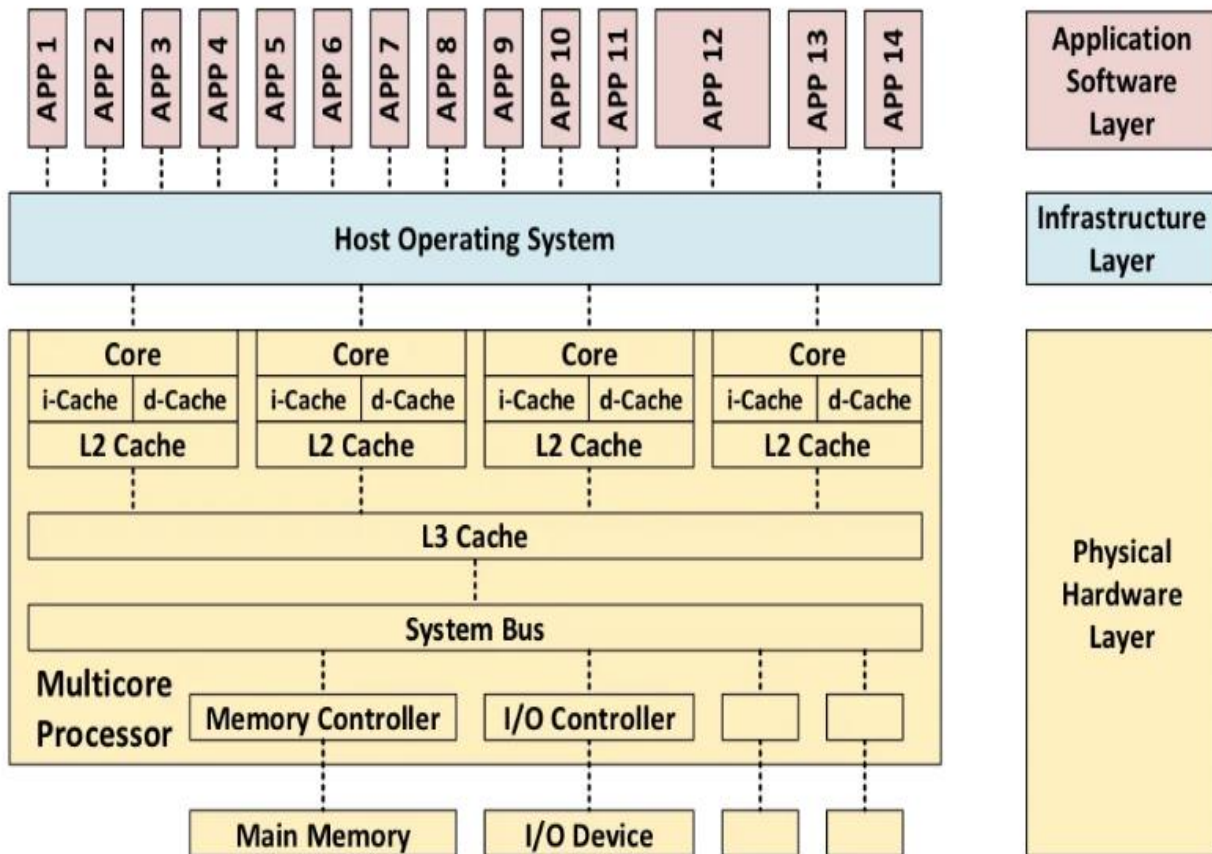 APP 1
APP 2
APP 3
APP 4
APP 5
APP 6
APP 7
APP 8
APP 9
APP 10
APP 11
APP 12
APP 13
APP 14
Application
Software
Layer
Host Operating System
Infrastructure
Layer
Core
Core
Core
Core
i-Cache
d-Cache
i-Cache
d-Cache
i-Cache
d-Cache
i-Cache
d-Cache
L2 Cache
L2 Cache
L2 Cache
L2 Cache
L3 Cache
System Bus
Multicore
Processor
Memory Controller
I/O Controller
Main Memory
I/O Device
Physical
Hardware
Layer